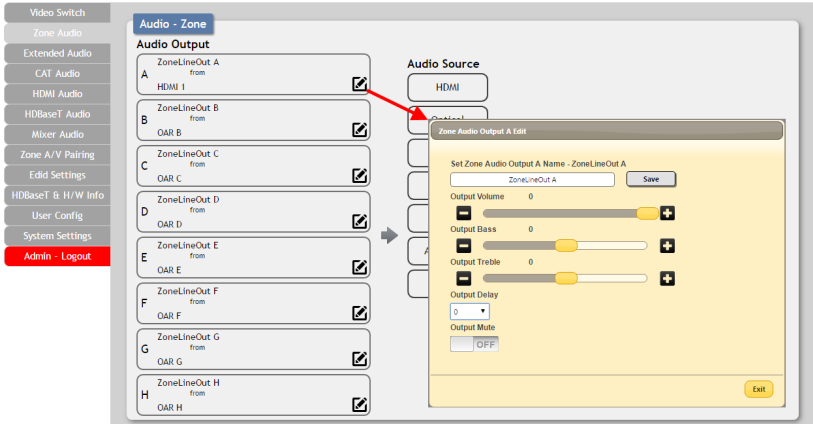 Video Switch
Zone Audio
Extended Audio
CAT Audio
HDMI Audio
HDBaseT Audio
Mixer Audio
Zone A/V Pairing
Edid Settings
HDBaseT & H/W Info
User Config
System Settings
Admin - Logout
Audio - Zone
Audio Output
ZoneLineOut A
A
from
HDMI 1
ZoneLineOut B
B
from
OAR B
ZoneLineOut C
C
from
OAR C
ZoneLineOut D
D
from
OAR D
ZoneLineOut E
E
from
OAR E
ZoneLineOut F
F
from
OAR F
ZoneLineOut G
G
from
OAR G
ZoneLineOut H
H
from
OAR H
Audio Source
HDMI
Optical
Zone Audio Output A Edit
Set Zone Audio Output A Name - ZoneLineOut A
ZoneLineOut A Save
Output Volume 0
Output Bass 0
Output Treble 0
Output Delay
0
Output Mute
OFF
Exit